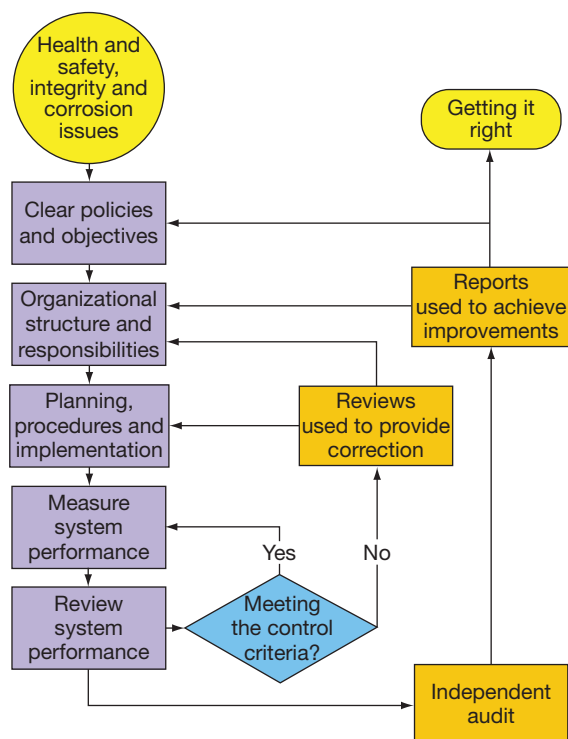 Health and
safety,
integrity and
corrosion
issues
Getting it
right
Clear policies
and objectives
Organizational
structure and
responsibilities
Reports
used to achieve
improvements
Planning,
procedures and
implementation
Reviews
used to provide
correction
Measure
system
performance
Yes
No
Review
system
performance
Meeting
the control
criteria?
Independent
audit